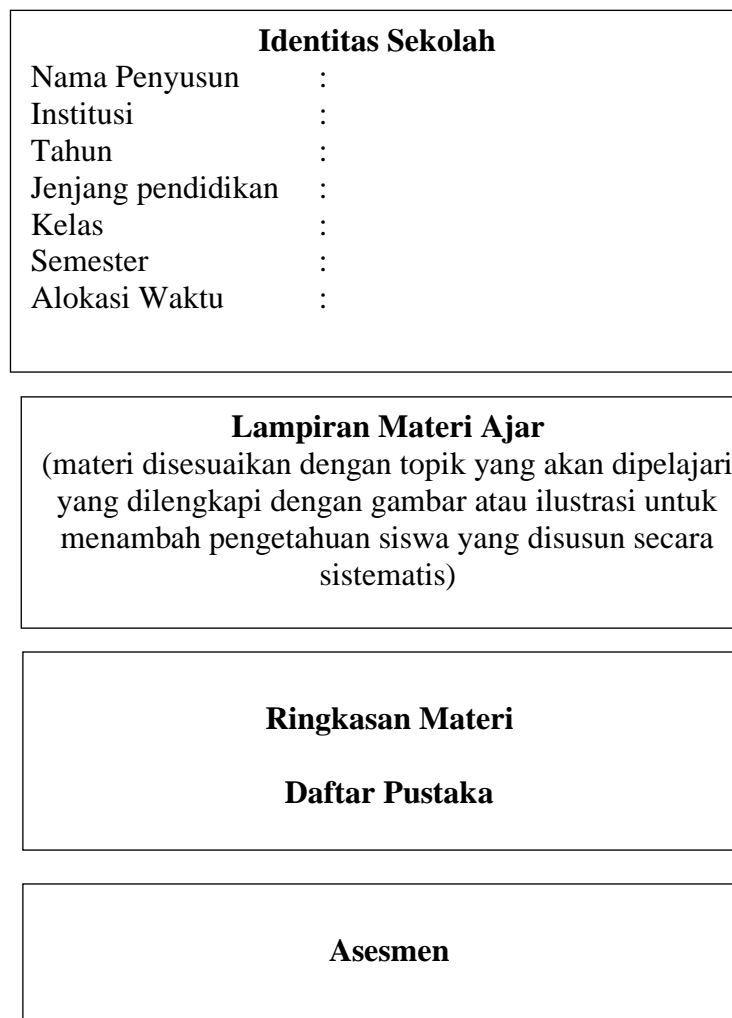 Identitas Sekolah
Nama Penyusun :
Institusi :
Tahun :
Jenjang pendidikan :
Kelas :
Semester :
Alokasi Waktu :
Lampiran Materi Ajar
(materi disesuaikan dengan topik yang akan dipelajari
yang dilengkapi dengan gambar atau ilustrasi untuk
menambah pengetahuan siswa yang disusun secara
sistematis)
Ringkasan Materi
Daftar Pustaka
Asesmen